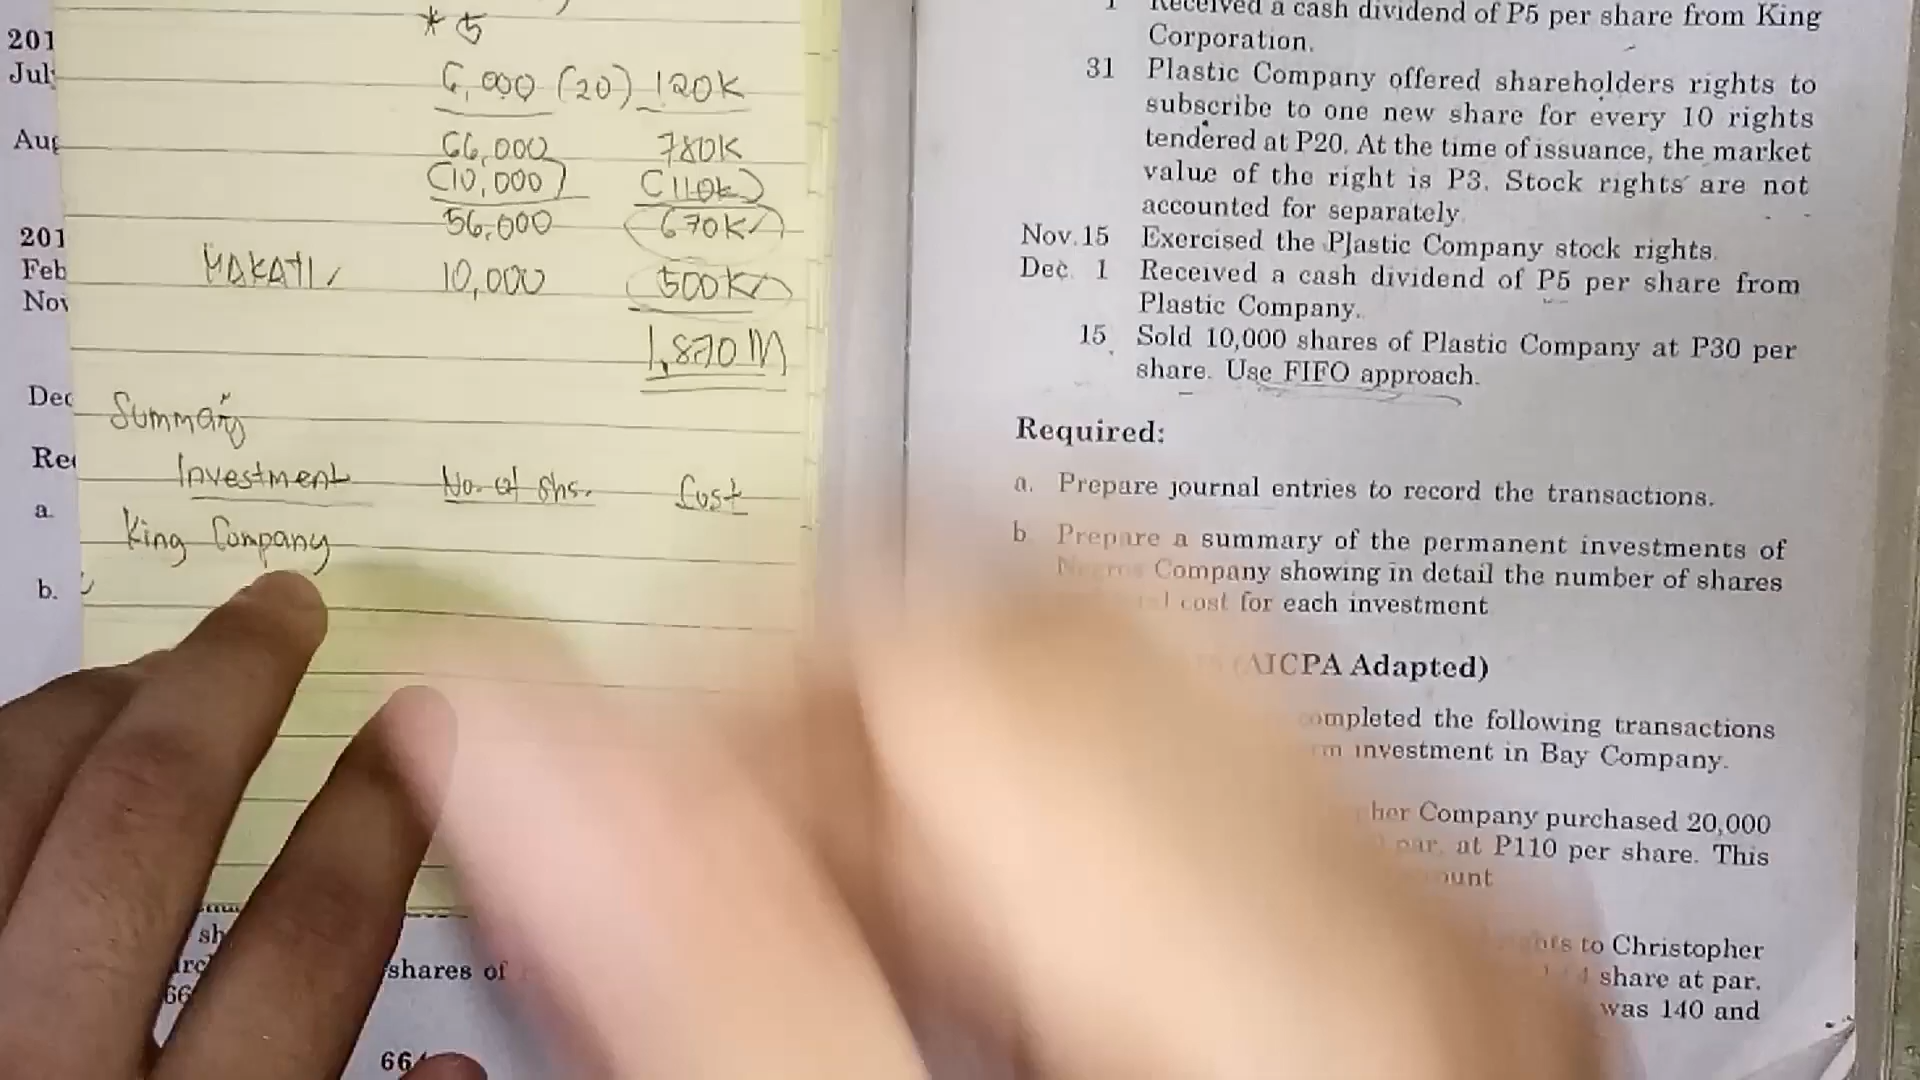 * 5
6,000 (20) 120K
66,000 780K
(10,000) (110K)
56,000 670K
MAKATI 10,000 500K
1,870M
Summary
Investment No. of shs. Cost
King Company
201
Jul
Aug
201
Feb
Nov
Dec
Re
a.
b.
sh
shares of
66
664
1 Received a cash dividend of P5 per share from King
Corporation.
31 Plastic Company offered shareholders rights to
subscribe to one new share for every 10 rights
tendered at P20. At the time of issuance, the market
value of the right is P3. Stock rights are not
accounted for separately.
Nov. 15 Exercised the Plastic Company stock rights.
Dec. 1 Received a cash dividend of P5 per share from
Plastic Company.
15 Sold 10,000 shares of Plastic Company at P30 per
share. Use FIFO approach.
Required:
a. Prepare journal entries to record the transactions.
b Prepare a summary of the permanent investments of
Negros Company showing in detail the number of shares
cost for each investment
(AICPA Adapted)
completed the following transactions
investment in Bay Company.
her Company purchased 20,000
par, at P110 per share. This
ount
hts to Christopher
share at par.
was 140 and